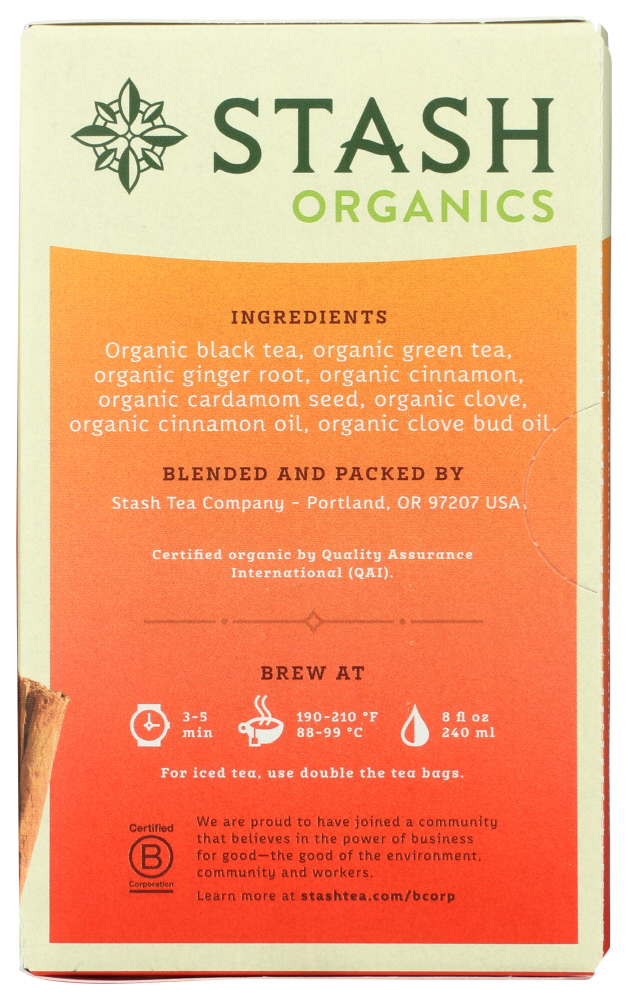 STASH
ORGANICS
INGREDIENTS
Organic black tea, organic green tea,
organic ginger root, organic cinnamon,
organic cardamom seed, organic clove,
organic cinnamon oil, organic clove bud oil.
BLENDED AND PACKED BY
Stash Tea Company – Portland, OR 97207 USA.
Certified organic by Quality Assurance
International (QAI).
BREW AT
3-5
min
190-210 °F
88-99 °C
8 fl oz
240 ml
For iced tea, use double the tea bags.
Certified
B
Corporation
We are proud to have joined a community
that believes in the power of business
for good—the good of the environment,
community and workers.
Learn more at stashtea.com/bcorp